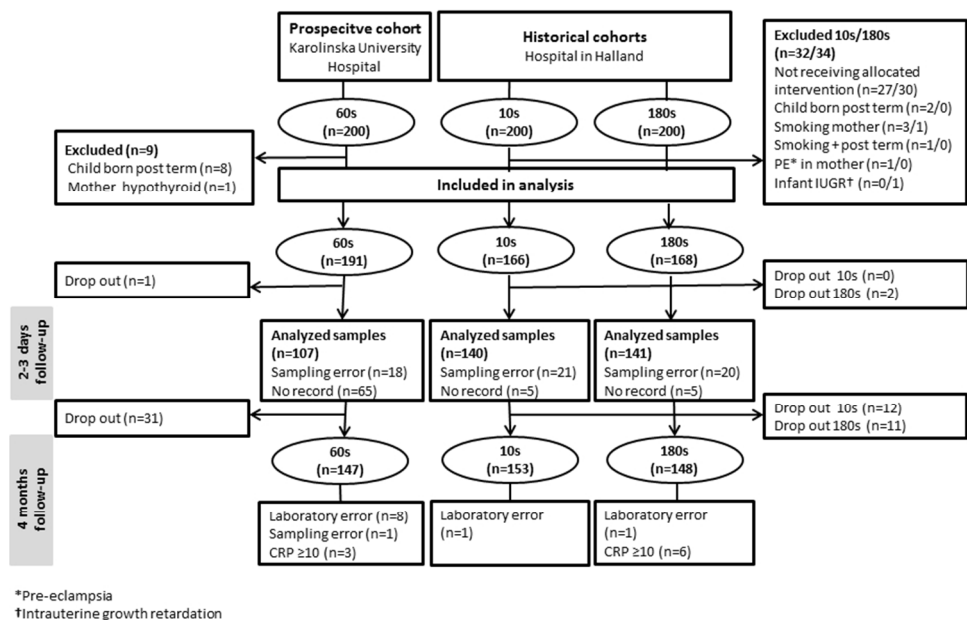 Prospecitve cohort
Karolinska University
Hospital
Historical cohorts
Hospital in Halland
Excluded 10s/180s
(n=32/34)
Not receiving allocated
intervention (n=27/30)
Child born post term (n=2/0)
Smoking mother (n=3/1)
Smoking + post term (n=1/0)
PE* in mother (n=1/0)
Infant IUGR† (n=0/1)
60s
(n=200)
10s
(n=200)
180s
(n=200)
Excluded (n=9)
Child born post term (n=8)
Mother hypothyroid (n=1)
Included in analysis
60s
(n=191)
10s
(n=166)
180s
(n=168)
Drop out (n=1)
Drop out 10s (n=0)
Drop out 180s (n=2)
2-3 days
follow-up
Analyzed samples
(n=107)
Sampling error (n=18)
No record (n=65)
Analyzed samples
(n=140)
Sampling error (n=21)
No record (n=5)
Analyzed samples
(n=141)
Sampling error (n=20)
No record (n=5)
Drop out (n=31)
Drop out 10s (n=12)
Drop out 180s (n=11)
4 months
follow-up
60s
(n=147)
10s
(n=153)
180s
(n=148)
Laboratory error (n=8)
Sampling error (n=1)
CRP ≥10 (n=3)
Laboratory error
(n=1)
Laboratory error
(n=1)
CRP ≥10 (n=6)
*Pre-eclampsia
†Intrauterine growth retardation